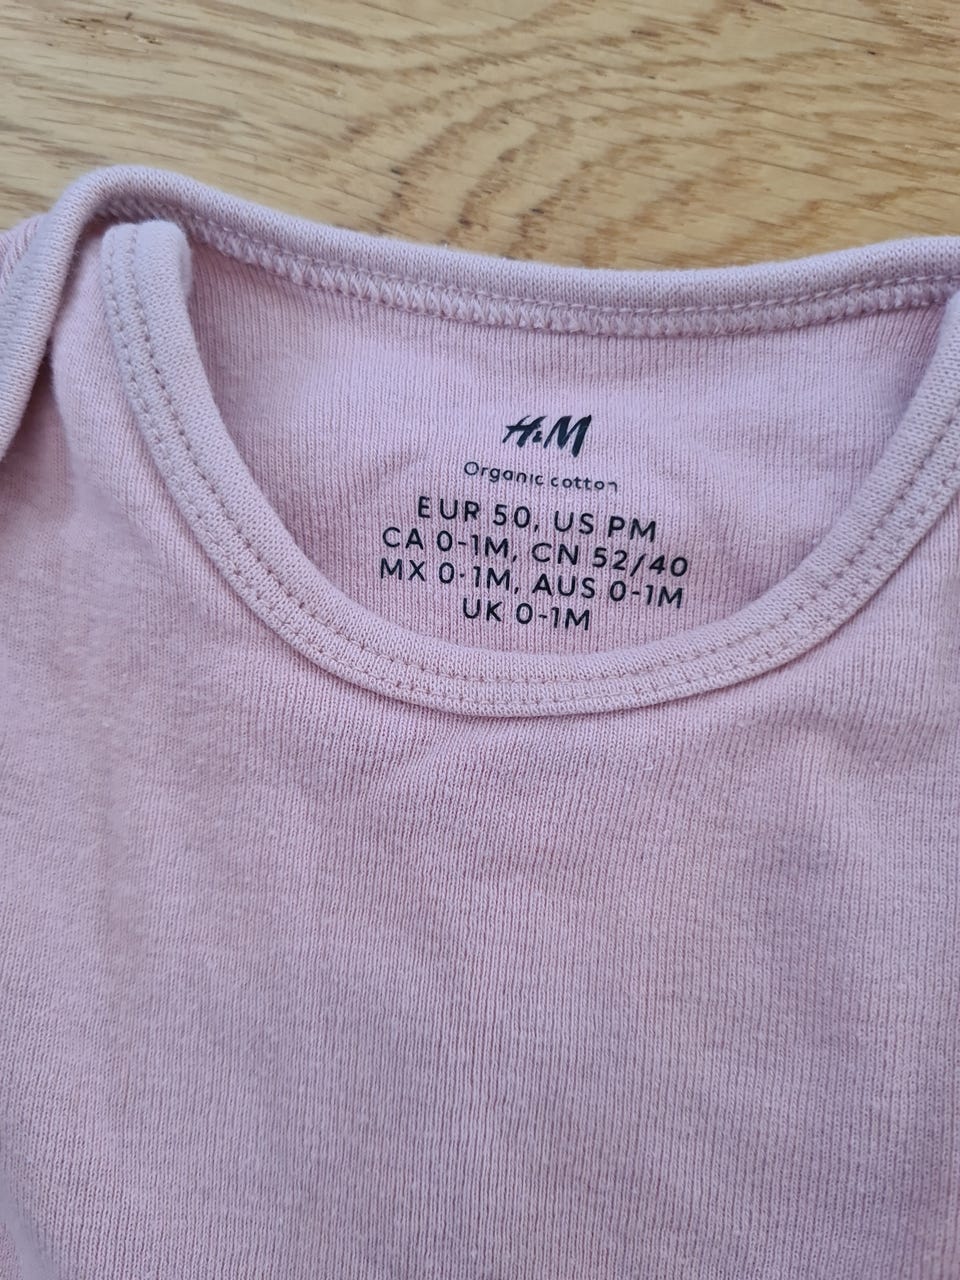 H&M
Organic cotton
EUR 50, US PM
CA 0-1M, CN 52/40
MX 0-1M, AUS 0-1M
UK 0-1M